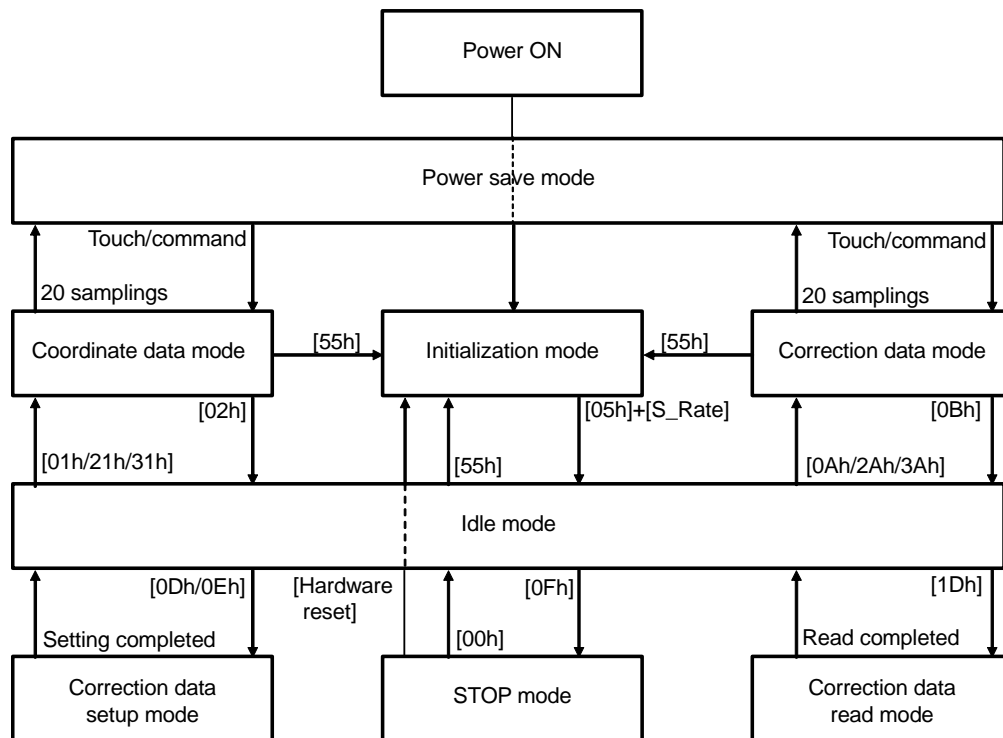 Power ON
Power save mode
Touch/command
Touch/command
20 samplings
20 samplings
Coordinate data mode
[55h]
Initialization mode
[55h]
Correction data mode
[02h]
[05h]+[S_Rate]
[0Bh]
[01h/21h/31h]
[55h]
[0Ah/2Ah/3Ah]
Idle mode
[0Dh/0Eh]
[Hardware
reset]
[0Fh]
[1Dh]
Setting completed
[00h]
Read completed
Correction data
setup mode
STOP mode
Correction data
read mode